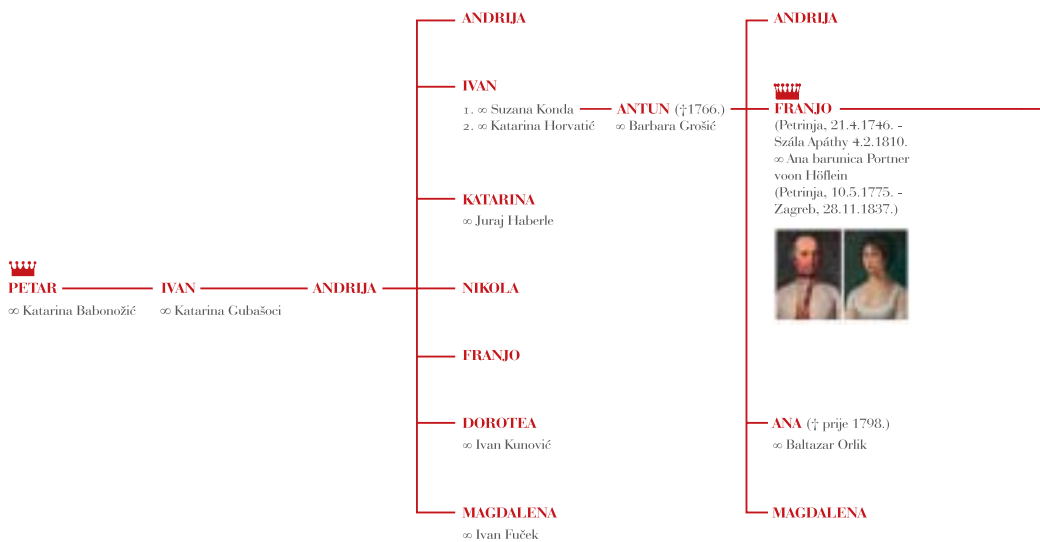 PETAR
∞ Katarina Babonožić
IVAN
∞ Katarina Gubašoci
ANDRIJA
ANDRIJA
IVAN
1. ∞ Suzana Konda
2. ∞ Katarina Horvatić
KATARINA
∞ Juraj Haberle
NIKOLA
FRANJO
DOROTEA
∞ Ivan Kunović
MAGDALENA
∞ Ivan Fuček
ANTUN (†1766.)
∞ Barbara Grošić
ANDRIJA
FRANJO
(Petrinja, 21.4.1746. -
Szála Apáthy 4.2.1810.
∞ Ana barunica Portner
voon Höflein
(Petrinja, 10.5.1775. -
Zagreb, 28.11.1837.)
ANA († prije 1798.)
∞ Baltazar Orlik
MAGDALENA